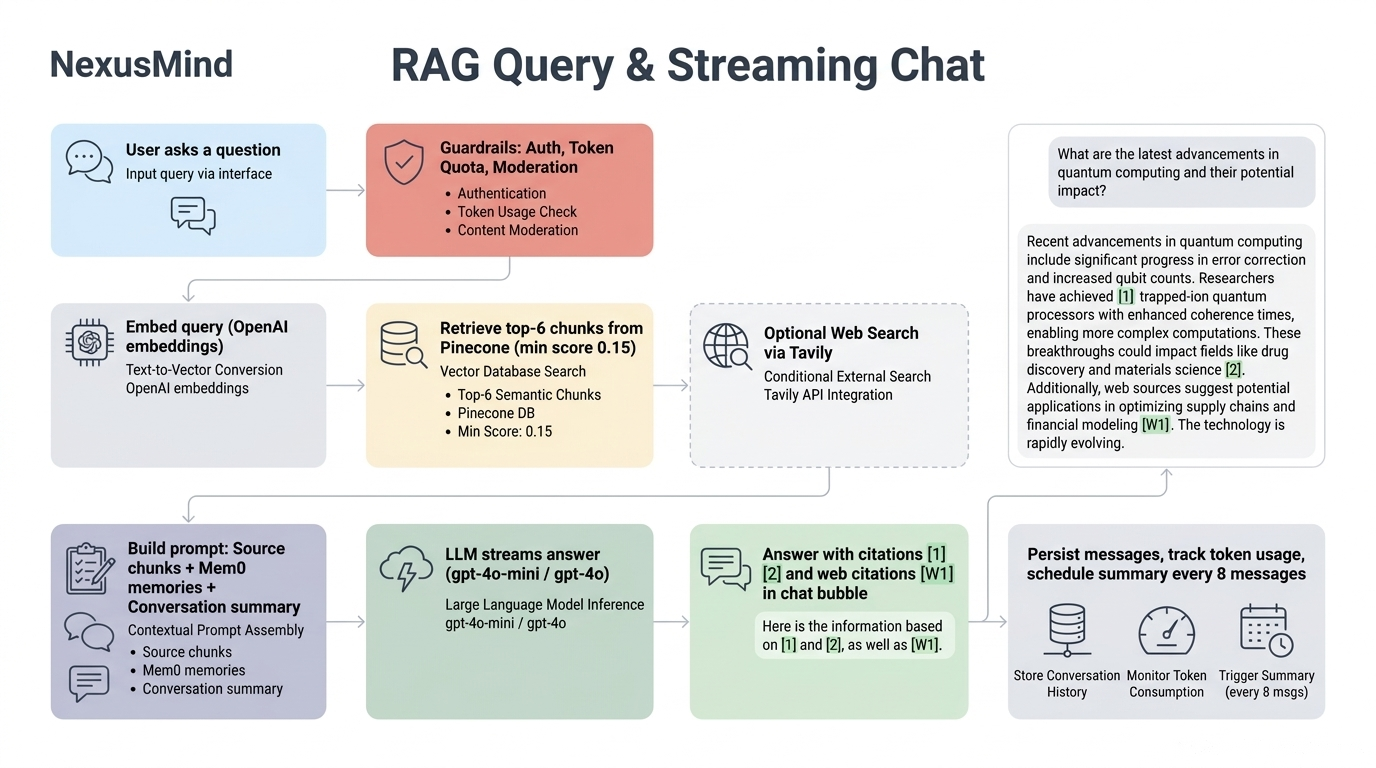 NexusMind
RAG Query & Streaming Chat
User asks a question
Input query via interface
Guardrails: Auth, Token
Quota, Moderation
• Authentication
• Token Usage Check
• Content Moderation
What are the latest advancements in
quantum computing and their potential
impact?
Recent advancements in quantum computing
include significant progress in error correction
and increased qubit counts. Researchers
have achieved [1] trapped-ion quantum
processors with enhanced coherence times,
enabling more complex computations. These
breakthroughs could impact fields like drug
discovery and materials science [2].
Additionally, web sources suggest potential
applications in optimizing supply chains and
financial modeling [W1]. The technology is
rapidly evolving.
Embed query (OpenAI
embeddings)
Text-to-Vector Conversion
OpenAI embeddings
Retrieve top-6 chunks from
Pinecone (min score 0.15)
Vector Database Search
• Top-6 Semantic Chunks
• Pinecone DB
• Min Score: 0.15
Optional Web Search
via Tavily
Conditional External Search
Tavily API Integration
Build prompt: Source
chunks + Mem0
memories +
Conversation summary
Contextual Prompt Assembly
• Source chunks
• Mem0 memories
• Conversation summary
LLM streams answer
(gpt-4o-mini / gpt-4o)
Large Language Model Inference
gpt-4o-mini / gpt-4o
Answer with citations [1]
[2] and web citations [W1]
in chat bubble
Here is the information based
on [1] and [2], as well as [W1].
Persist messages, track token usage,
schedule summary every 8 messages
Store Conversation
History
Monitor Token
Consumption
Trigger Summary
(every 8 msgs)